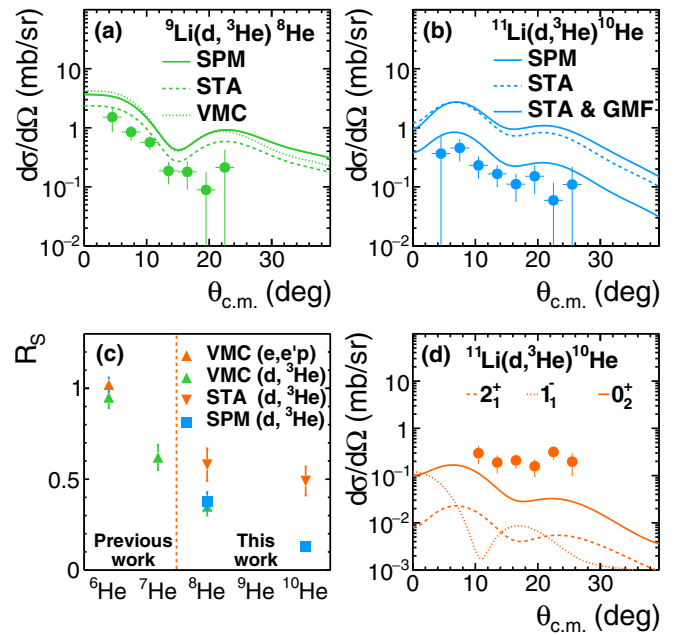 (a) ⁹Li(d, ³He) ⁸He
SPM
STA
VMC
dσ/dΩ (mb/sr)
10
1
10⁻¹
10⁻²
0 10 20 30
θc.m. (deg)
(b) ¹¹Li(d,³He)¹⁰He
SPM
STA
STA & GMF
dσ/dΩ (mb/sr)
10
1
10⁻¹
10⁻²
0 10 20 30
θc.m. (deg)
(c)
VMC (e,e'p)
VMC (d,³He)
STA (d, ³He)
SPM (d, ³He)
Rs
1
0.5
0
Previous work
This work
⁶He ⁷He ⁸He ⁹He ¹⁰He
(d) ¹¹Li(d,³He)¹⁰He
2₁⁺ 1₁⁻ 0₂⁺
dσ/dΩ (mb/sr)
10
1
10⁻¹
10⁻²
10⁻³
0 10 20 30
θc.m. (deg)